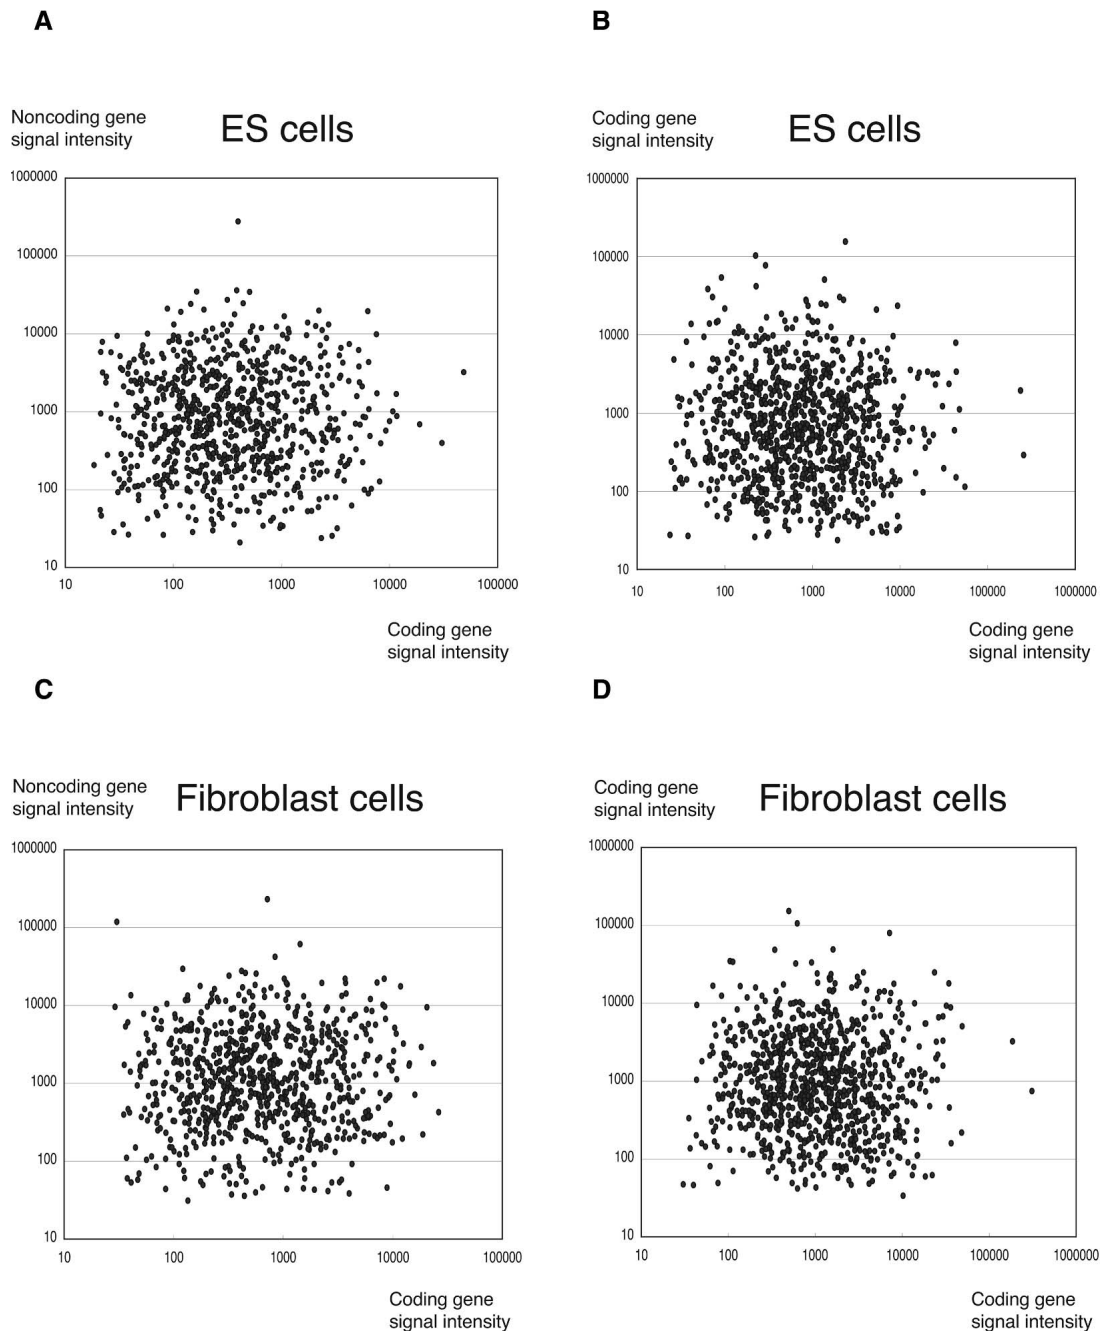 A
Noncoding gene
signal intensity
ES cells
1000000
100000
10000
1000
100
10
10 100 1000 10000 100000
Coding gene
signal intensity
B
Coding gene
signal intensity
ES cells
1000000
100000
10000
1000
100
10
10 100 1000 10000 100000 1000000
Coding gene
signal intensity
C
Noncoding gene
signal intensity
Fibroblast cells
1000000
100000
10000
1000
100
10
10 100 1000 10000 100000
Coding gene
signal intensity
D
Coding gene
signal intensity
Fibroblast cells
1000000
100000
10000
1000
100
10
10 100 1000 10000 100000 1000000
Coding gene
signal intensity